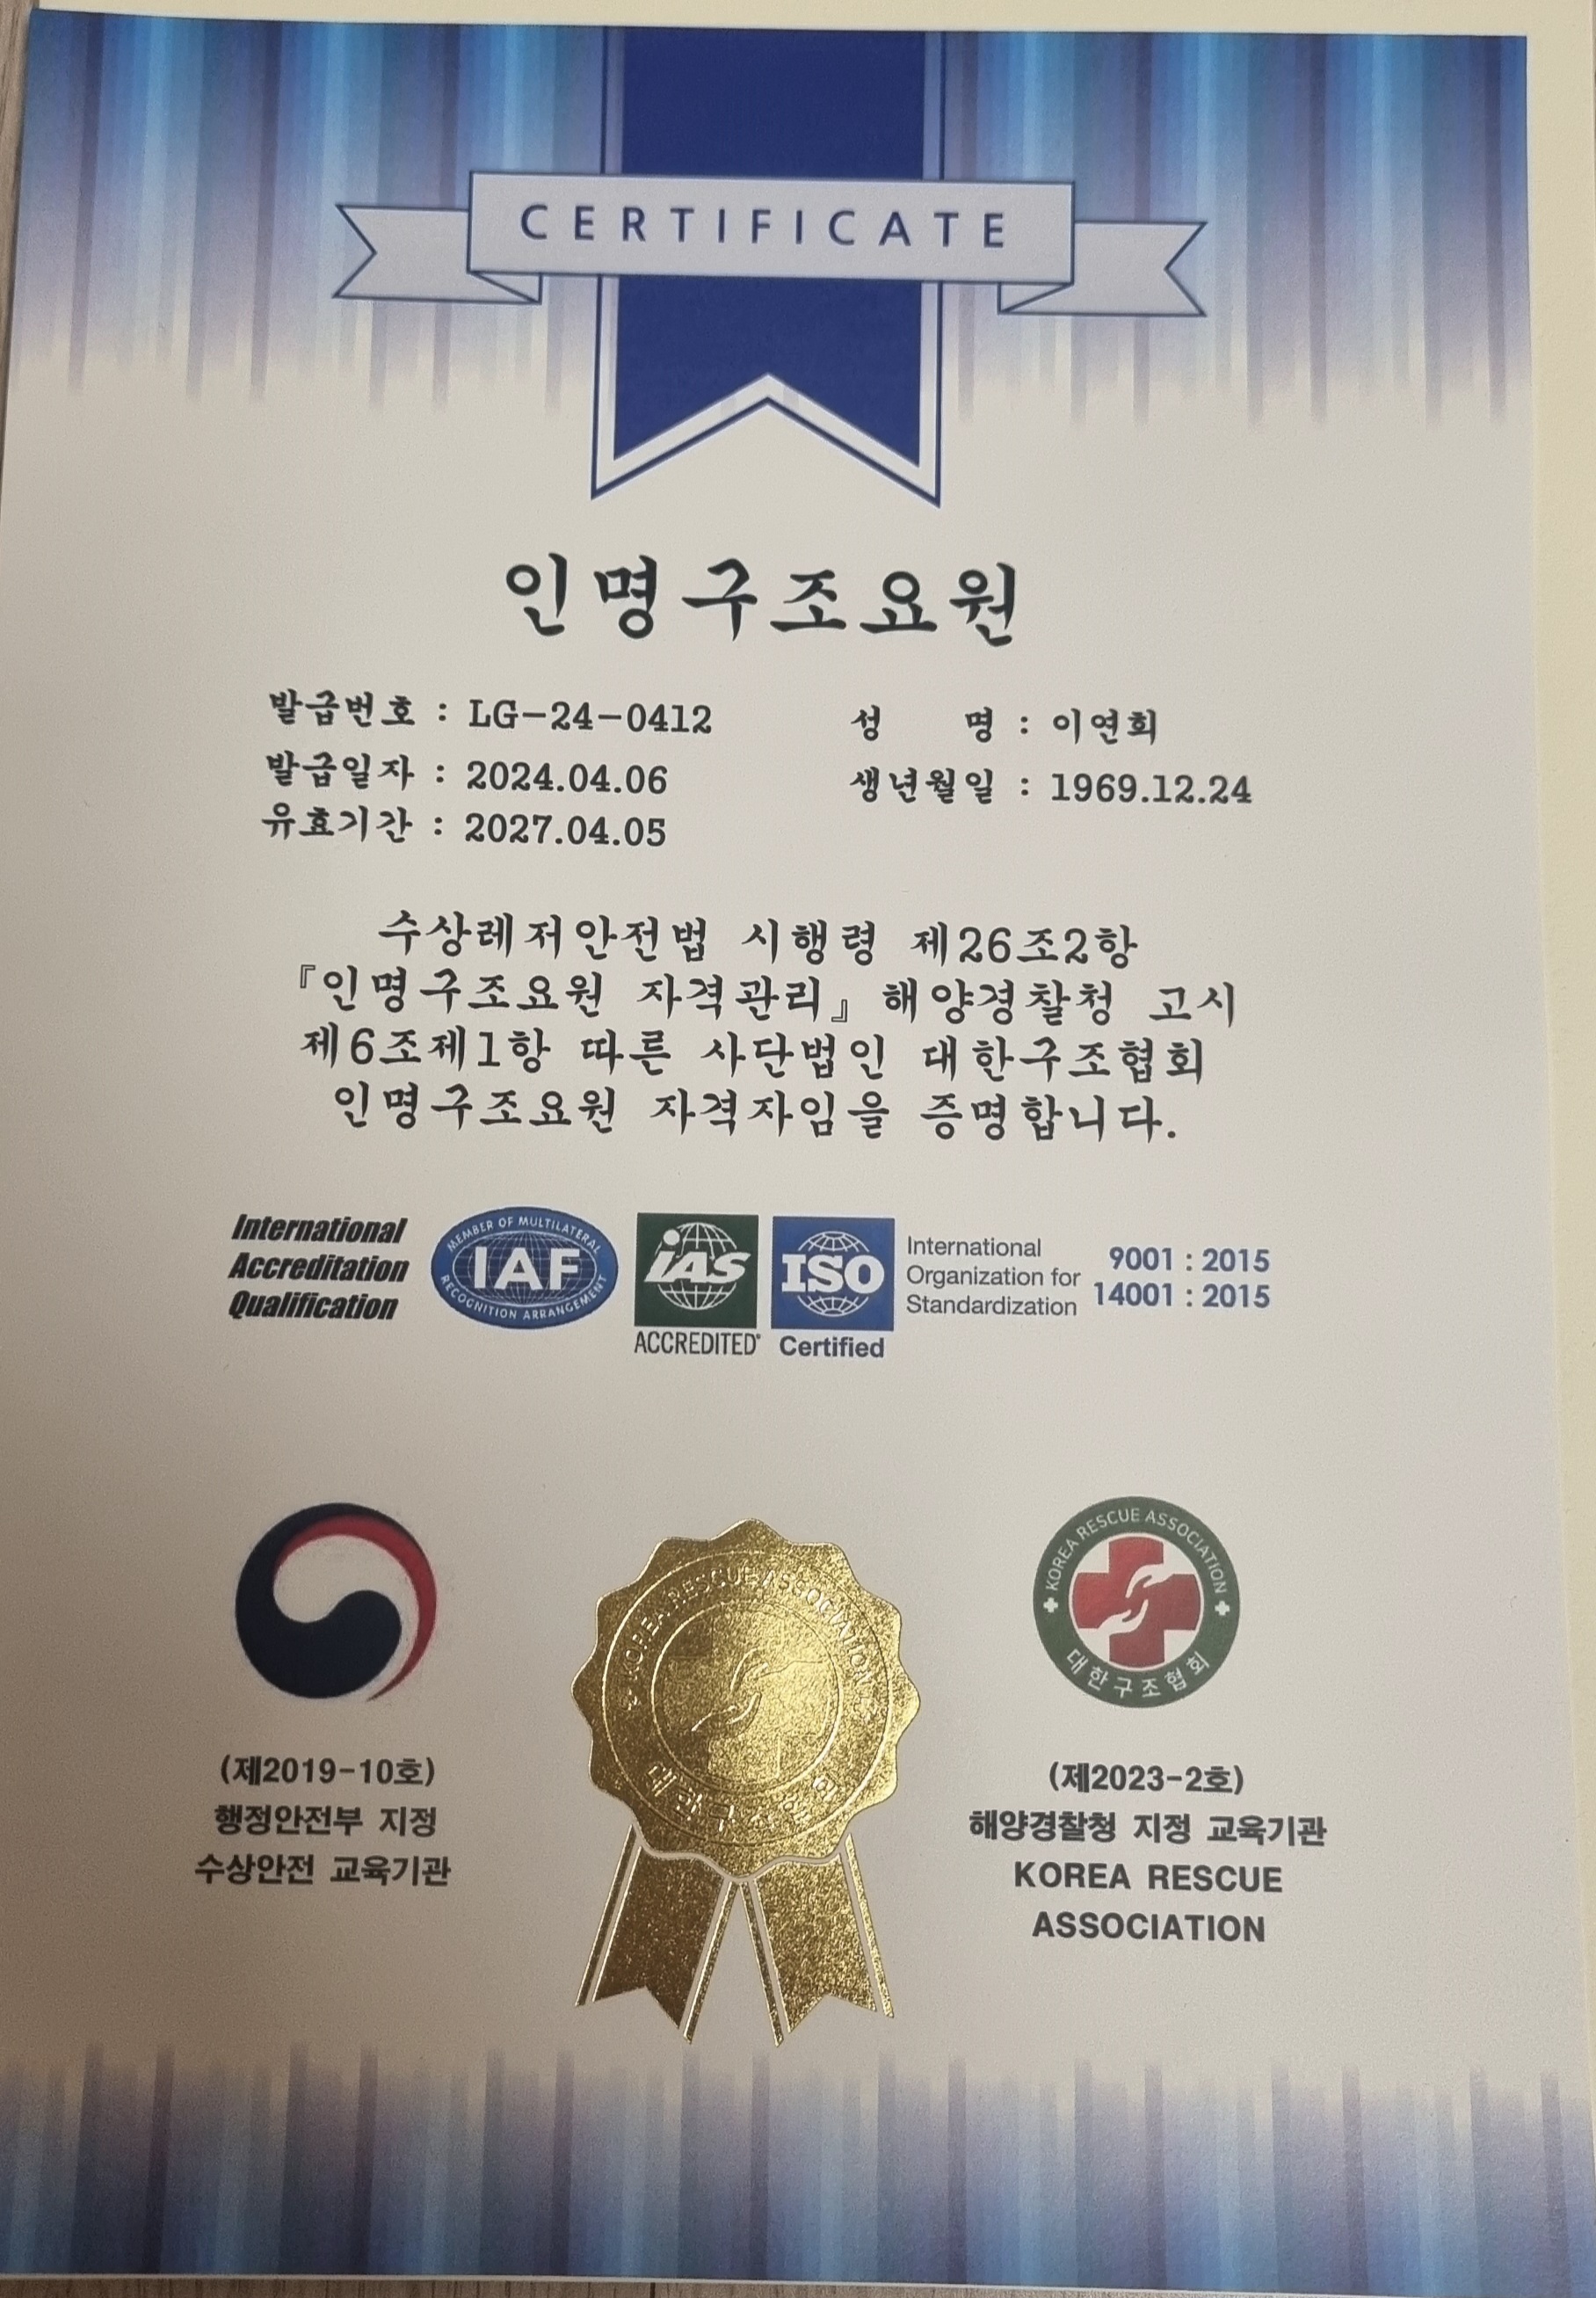 CERTIFICATE
인명구조요원
발급번호 : LG-24-0412
성 명 : 이연희
발급일자 : 2024.04.06
생년월일 : 1969.12.24
유효기간 : 2027.04.05
수상레저안전법 시행령 제26조2항
『인명구조요원 자격관리』해양경찰청 고시
제6조제1항 따른 사단법인 대한구조협회
인명구조요원 자격자임을 증명합니다.
International
Accreditation
Qualification
MEMBER OF MULTILATERAL
IAF
RECOGNITION ARRANGEMENT
iAS
ACCREDITED
ISO
Certified
International
Organization for
Standardization
9001 : 2015
14001 : 2015
KOREA RESCUE ASSOCIATION
대한구조협회
KOREA RESCUE ASSOCIATION
대한구조협회
(제2019-10호)
행정안전부 지정
수상안전 교육기관
(제2023-2호)
해양경찰청 지정 교육기관
KOREA RESCUE
ASSOCIATION